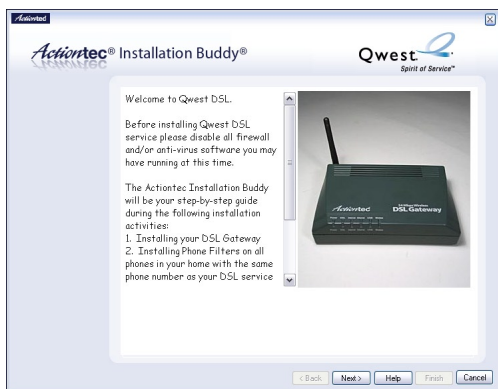 Actiontec
Actiontec® Installation Buddy®
Qwest
Spirit of Service™
Welcome to Qwest DSL.
Before installing Qwest DSL
service please disable all firewall
and/or anti-virus software you may
have running at this time.
The Actiontec Installation Buddy
will be your step-by-step guide
during the following installation
activities:
1. Installing your DSL Gateway
2. Installing Phone Filters on all
phones in your home with the same
phone number as your DSL service
Actiontec
DSL Gateway
< Back
Next >
Help
Finish
Cancel